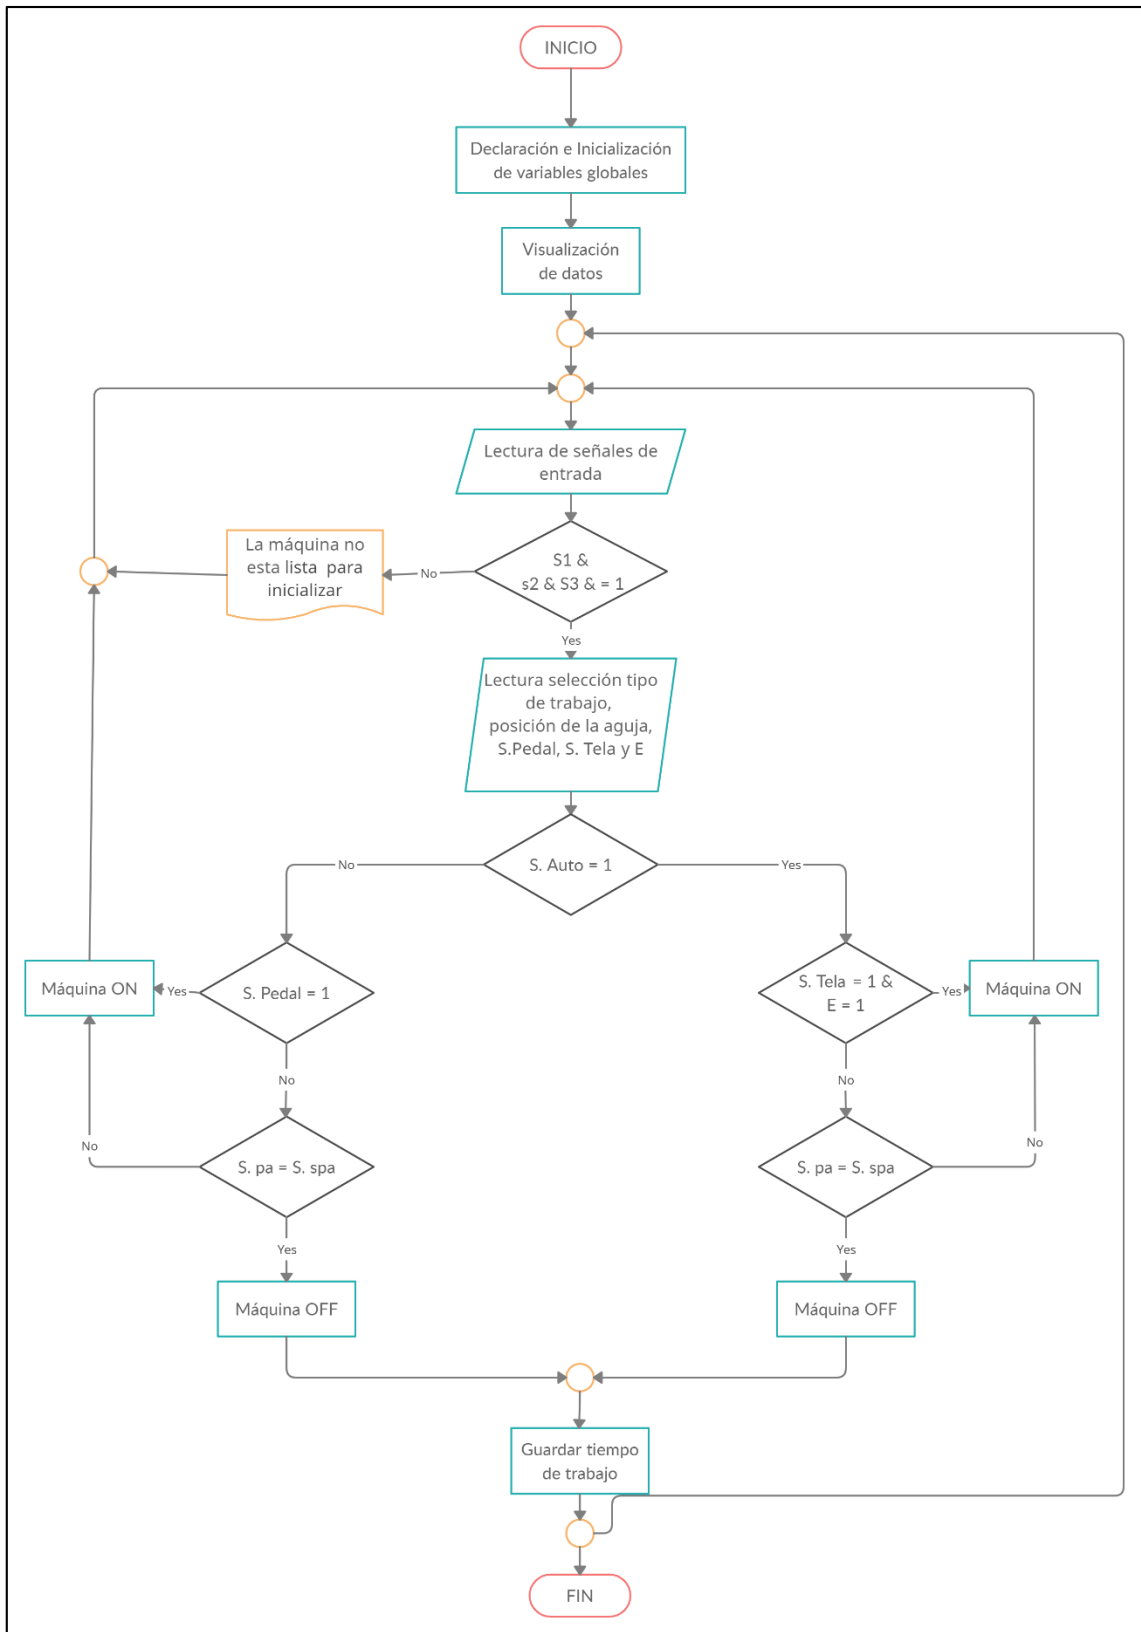 INICIO
Declaración e Inicialización
de variables globales
Visualización
de datos
Lectura de señales de
entrada
S1 &
s2 & S3 & = 1
No
La máquina no
esta lista para
inicializar
Yes
Lectura selección tipo
de trabajo,
posición de la aguja,
S.Pedal, S. Tela y E
S. Auto = 1
No
Yes
Máquina ON
Yes
S. Pedal = 1
S. Tela = 1 &
E = 1
Yes
Máquina ON
No
No
No
S. pa = S. spa
S. pa = S. spa
No
Yes
Yes
Máquina OFF
Máquina OFF
Guardar tiempo
de trabajo
FIN